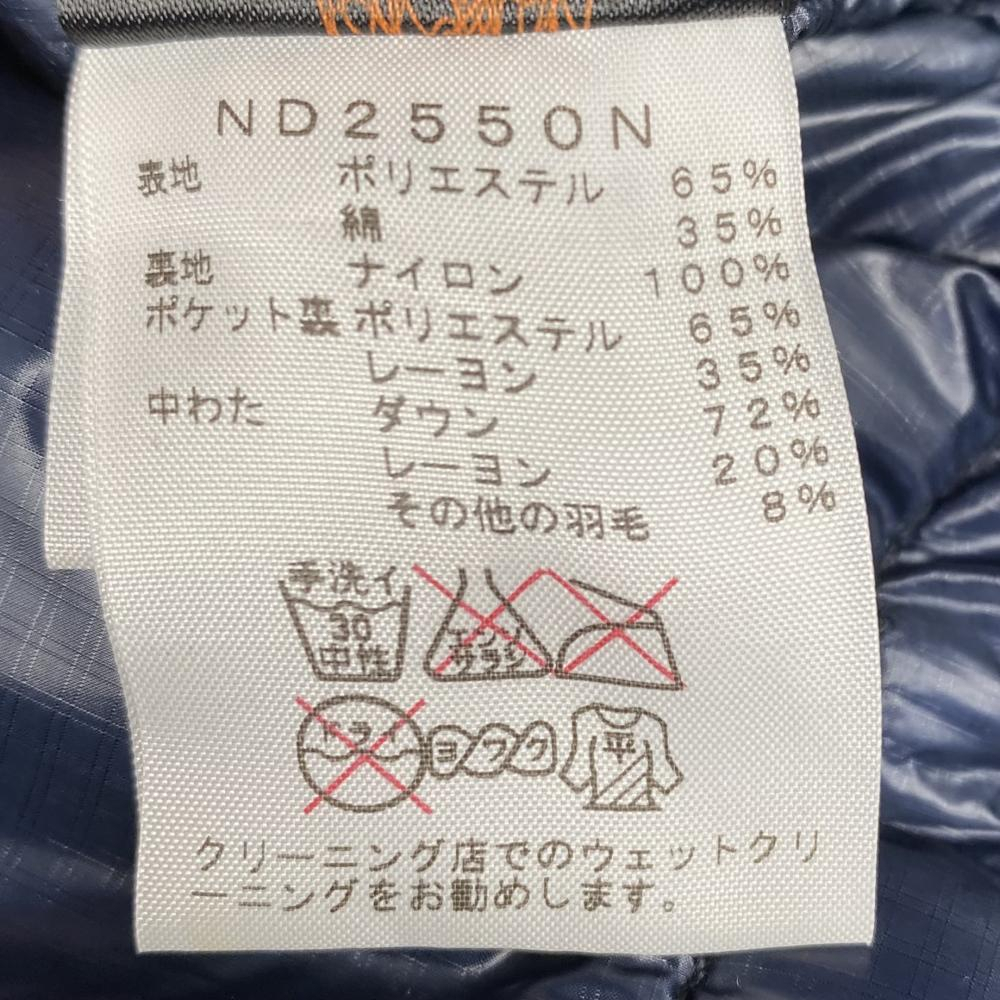 ND2550N
表地 ポリエステル 65%
綿 35%
裏地 ナイロン 100%
ポケット裏 ポリエステル 65%
レーヨン 35%
中わた ダウン 72%
レーヨン 20%
その他の羽毛 8%
手洗イ
30
中性
エンソ
サラシ
ドライ
ヨワク
平
クリーニング店でのウェットクリ
ーニングをお勧めします。